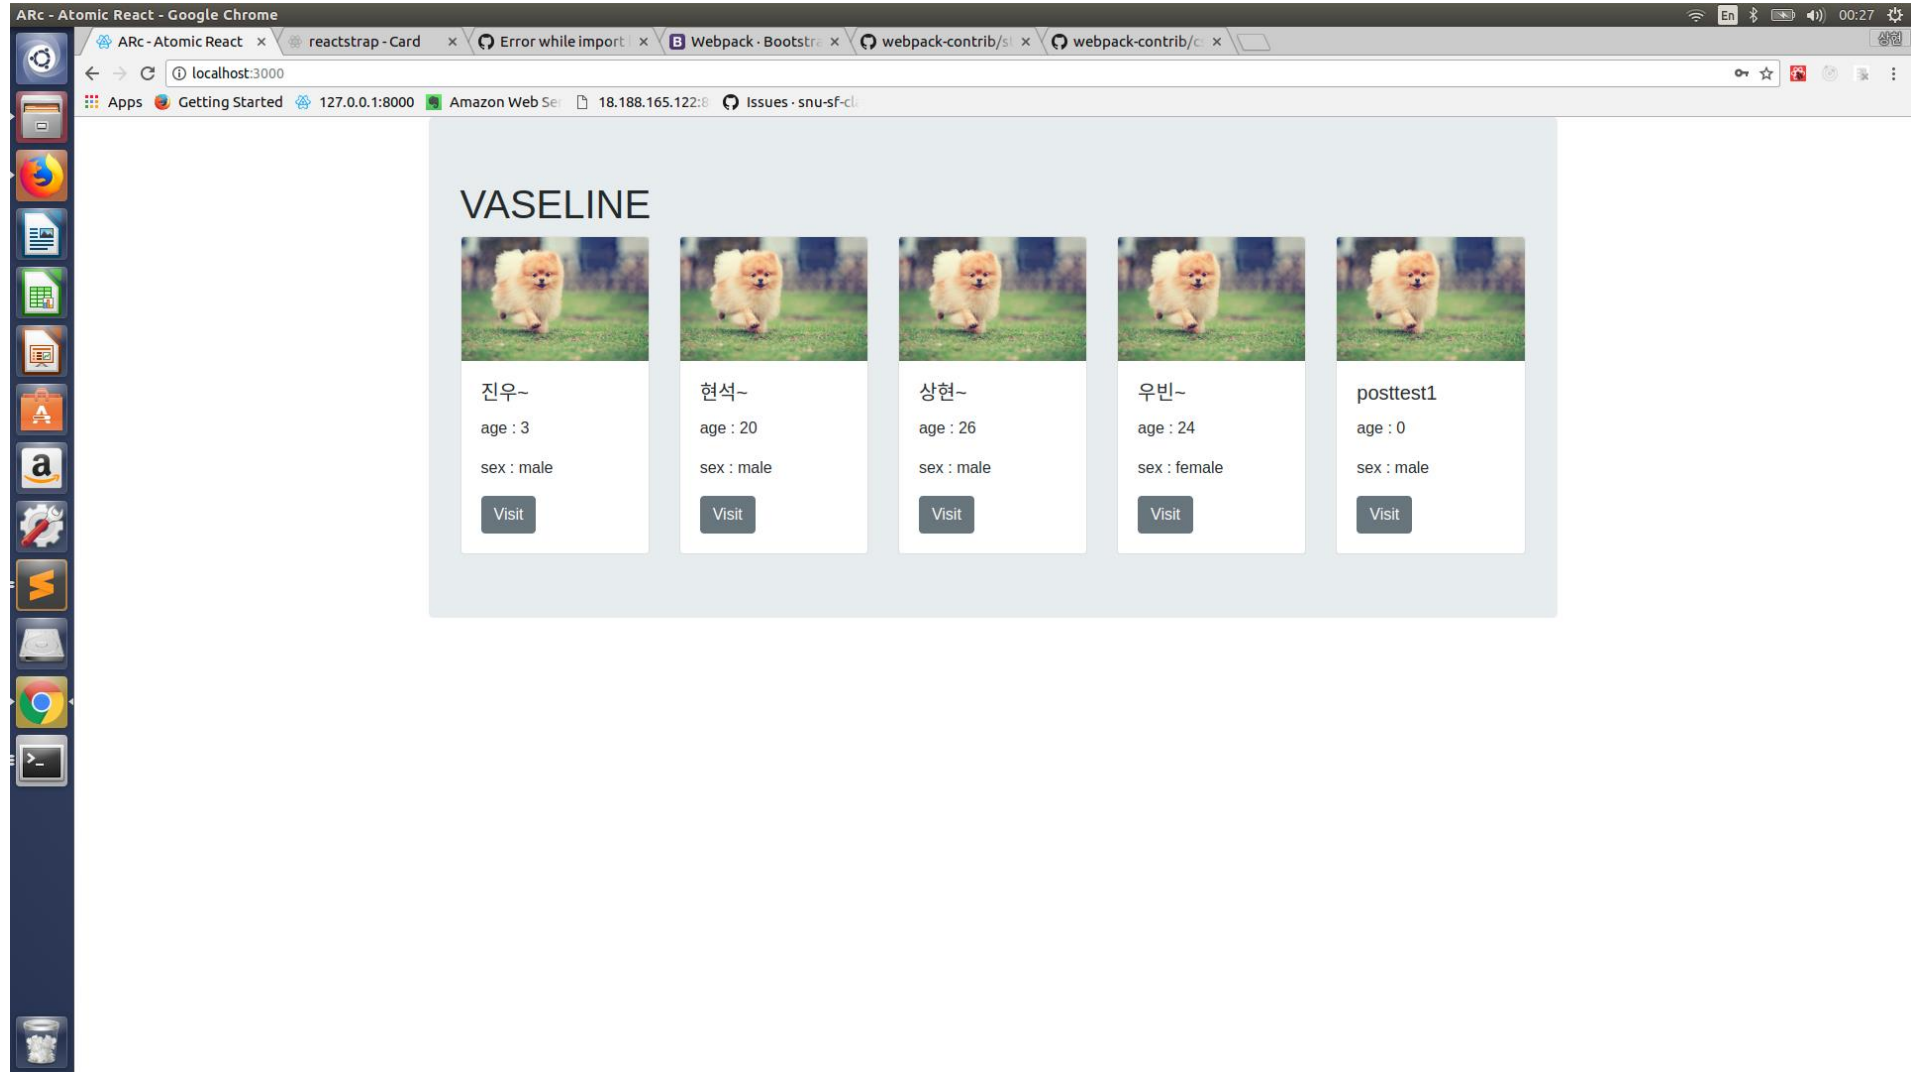 ARc - Atomic React - Google Chrome
En
00:27
ARc - Atomic React
reactstrap - Card
Error while import
Webpack · Bootstra
webpack-contrib/s
webpack-contrib/c
상현
localhost:3000
Apps
Getting Started
127.0.0.1:8000
Amazon Web Se
18.188.165.122:8
Issues · snu-sf-cl
VASELINE
진우~
age : 3
sex : male
Visit
현석~
age : 20
sex : male
Visit
상현~
age : 26
sex : male
Visit
우빈~
age : 24
sex : female
Visit
posttest1
age : 0
sex : male
Visit